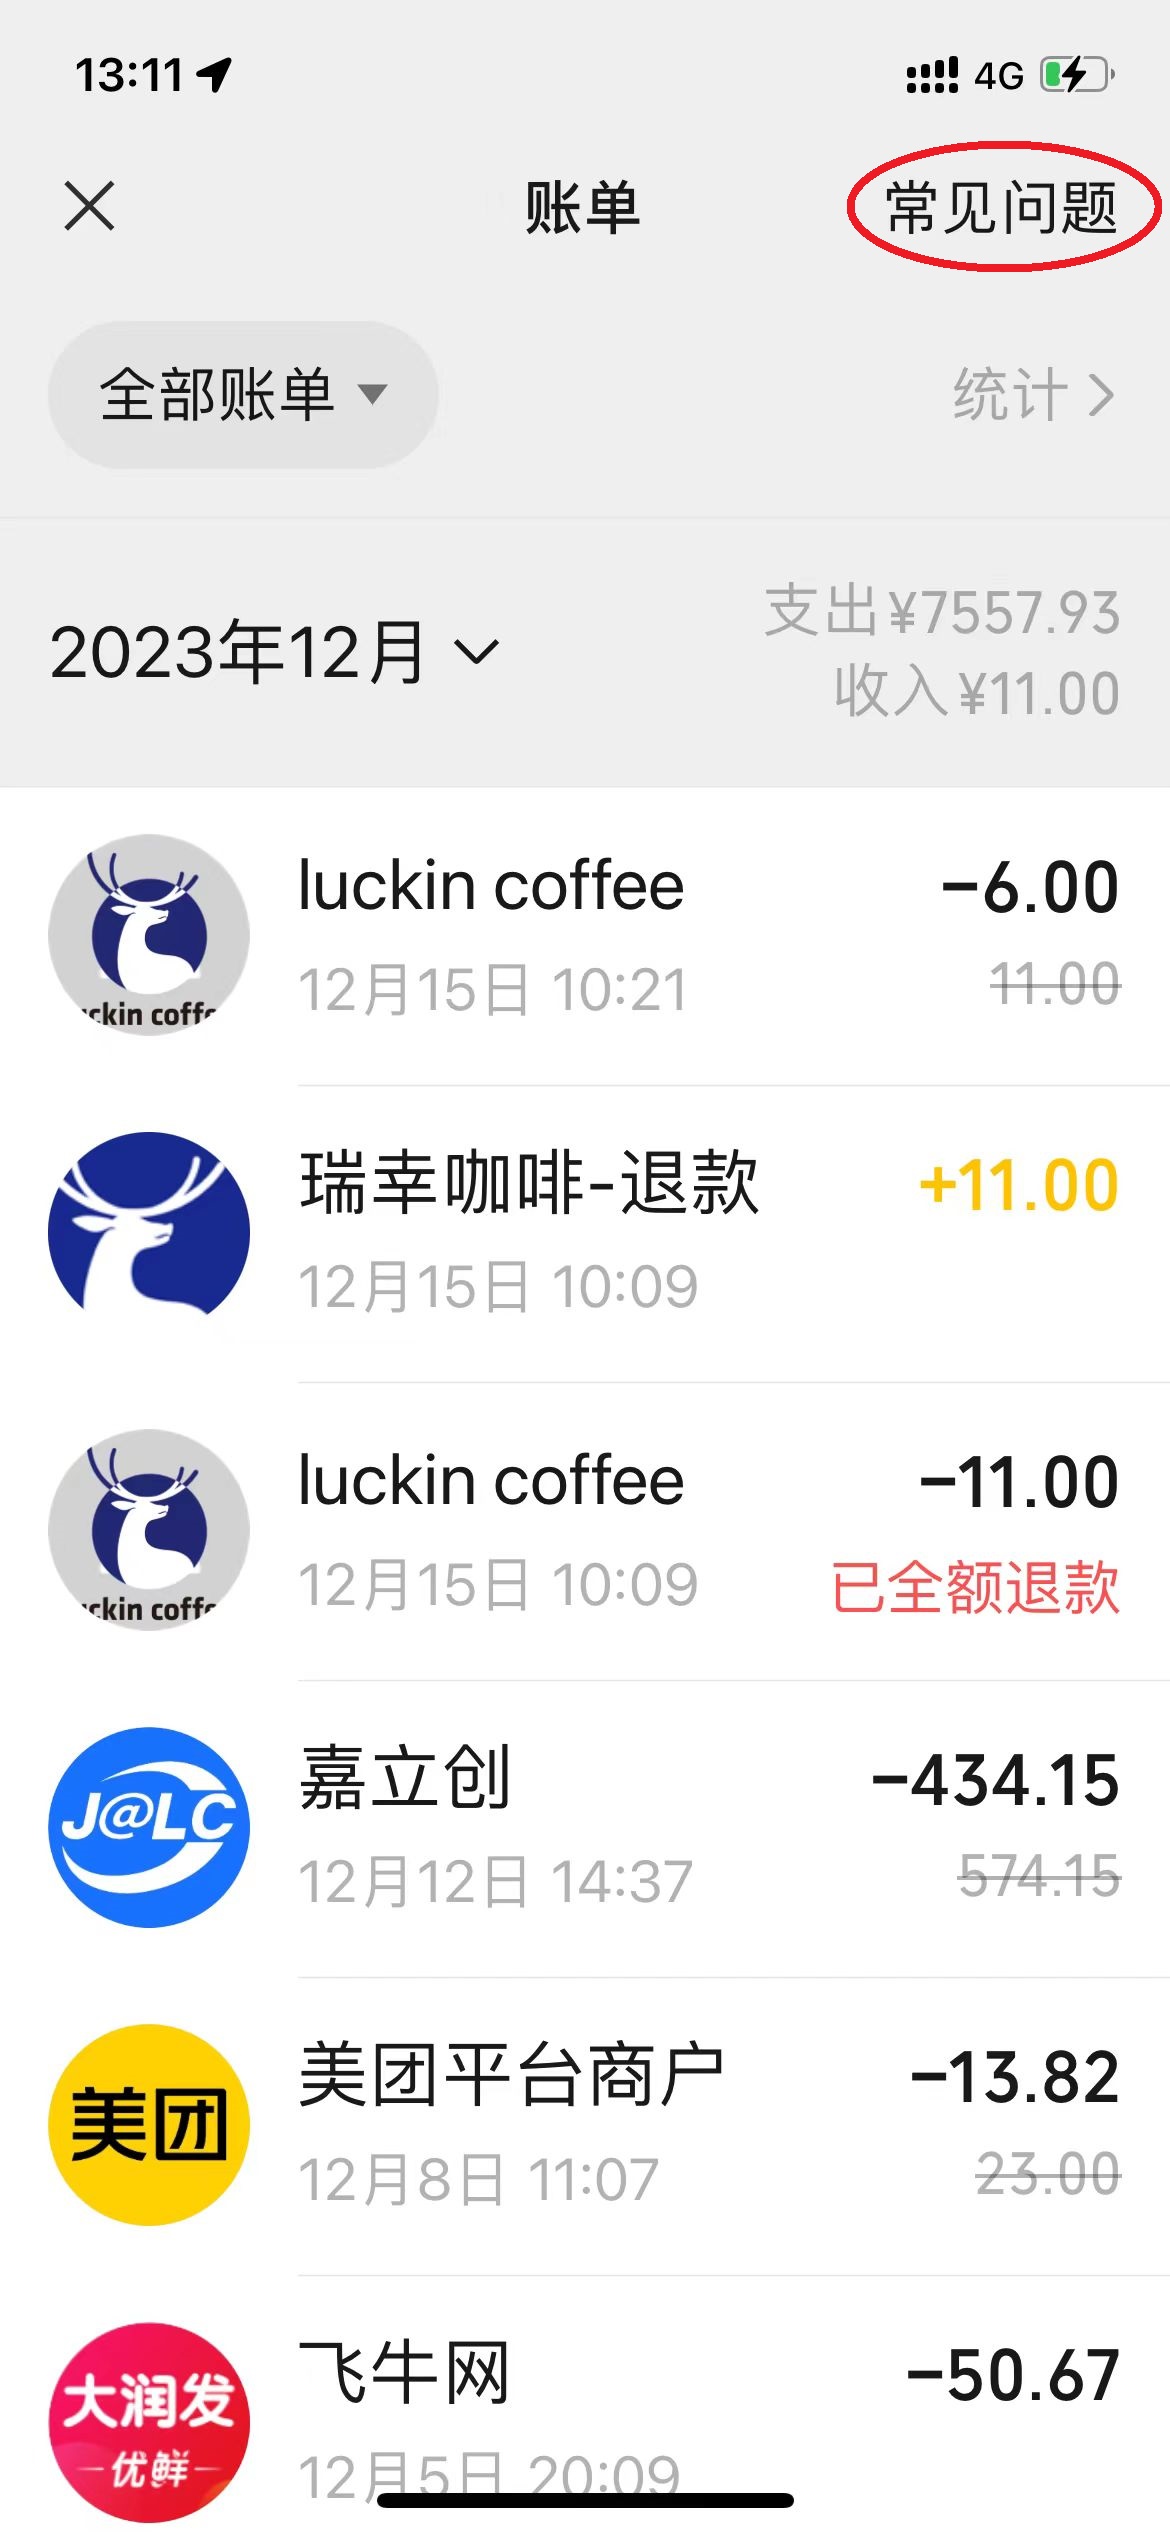 13:11 4G
账单 常见问题
全部账单 统计
支出¥7557.93
2023年12月
收入¥11.00
luckin coffee -6.00
12月15日 10:21 11.00
ckin coff
瑞幸咖啡-退款 +11.00
12月15日 10:09
luckin coffee -11.00
12月15日 10:09 已全额退款
ckin coff
嘉立创 -434.15
J@LC
12月12日 14:37 574.15
美团平台商户 -13.82
美团
12月8日 11:07 23.00
飞牛网 -50.67
大润发
优鲜
12月5日 20:09